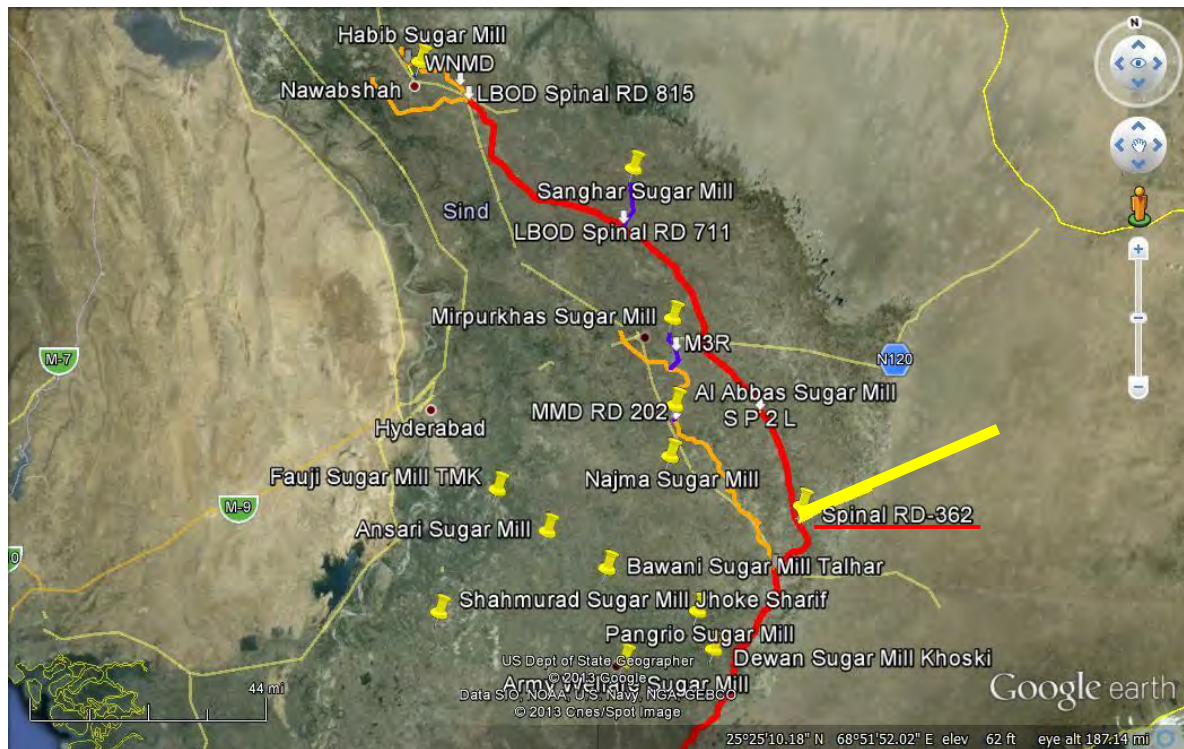 N
Habib Sugar Mill
WNMD
Nawabshah
LBOD Spinal RD 815
Sanghar Sugar Mill
Sind
LBOD Spinal RD 711
Mirpurkhas Sugar Mill
M3R
M-7
N120
Al Abbas Sugar Mill
MMD RD 202
S P 2 L
Hyderabad
Fauji Sugar Mill TMK
Najma Sugar Mill
M-9
Spinal RD-362
Ansari Sugar Mill
Bawani Sugar Mill Talhar
Shahmurad Sugar Mill Jhoke Sharif
Pangrio Sugar Mill
Dewan Sugar Mill Khoski
US Dept of State Geographer
© 2013 Google
Army Welfare Sugar Mill
Data SIO, NOAA, U.S. Navy, NGA, GEBCO
© 2013 Cnes/Spot Image
44 mi
Google earth
25°25'10.18" N 68°51'52.02" E elev 62 ft eye alt 187.14 mi